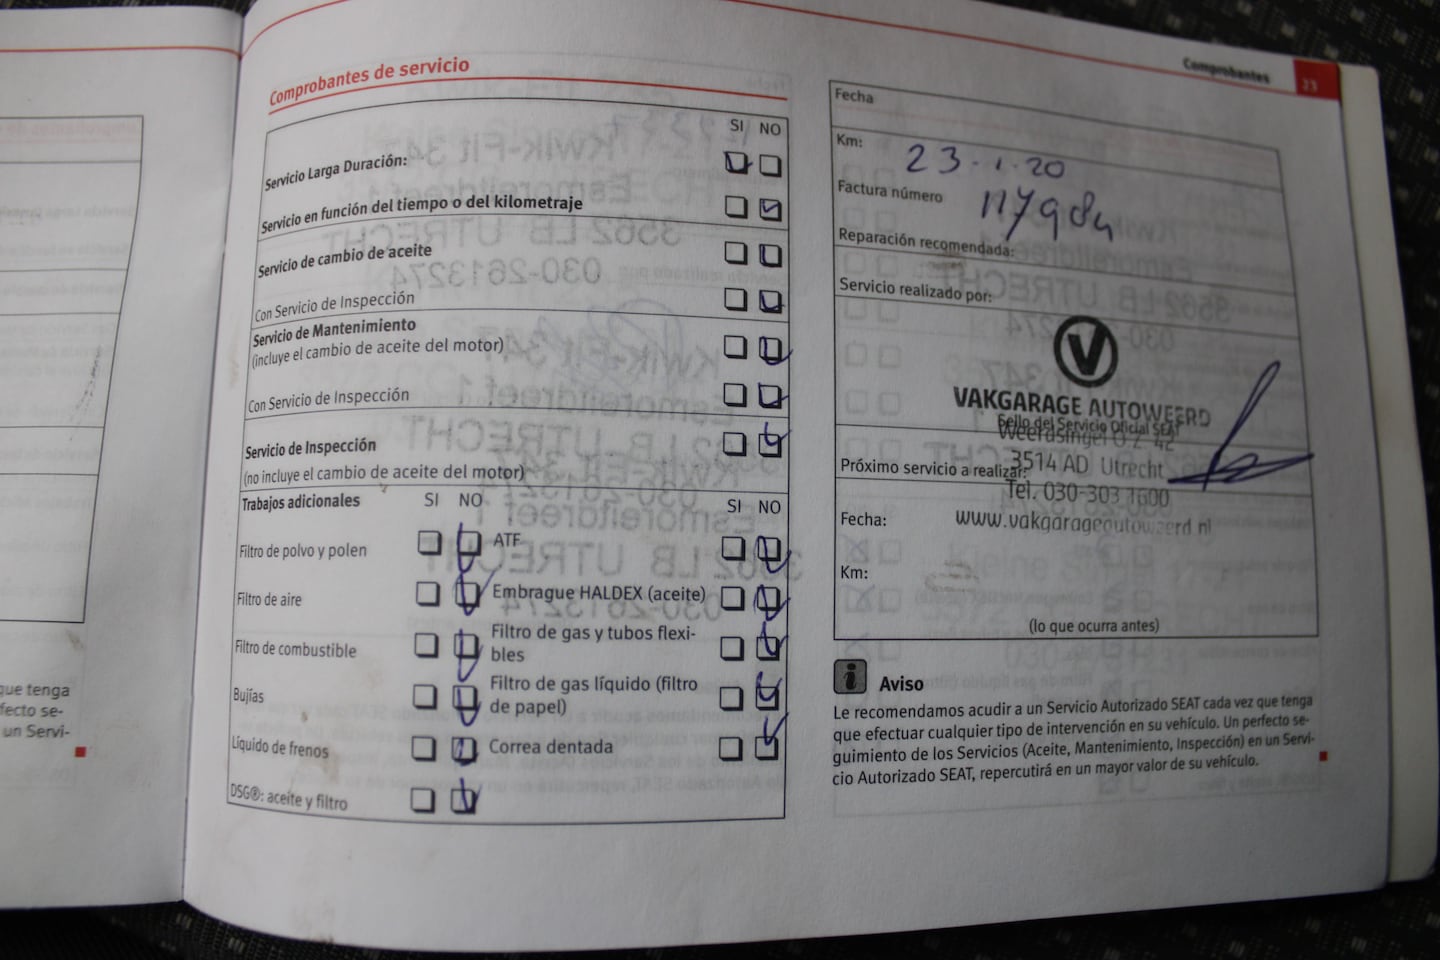 Comprobantes
23
Comprobantes de servicio
SI NO
Servicio Larga Duración:
Servicio en función del tiempo o del kilometraje
Servicio de cambio de aceite
Con Servicio de Inspección
Servicio de Mantenimiento
(incluye el cambio de aceite del motor)
Con Servicio de Inspección
Servicio de Inspección
(no incluye el cambio de aceite del motor)
Trabajos adicionales SI NO SI NO
Filtro de polvo y polen
ATF
Filtro de aire
Embrague HALDEX (aceite)
Filtro de combustible
Filtro de gas y tubos flexi-
bles
Bujías
Filtro de gas líquido (filtro
de papel)
Líquido de frenos
Correa dentada
DSG®: aceite y filtro
Fecha
Km:
23-1-20
Factura número
Reparación recomendada:
Servicio realizado por:
V
VAKGARAGE AUTOWEERD
Sello del Servicio Oficial SEAT
Weerdsingel O.Z. 42
3514 AD Utrecht
Próximo servicio a realizar:
Tel. 030-303 1600
Fecha:
www.vakgarageautoweerd.nl
Km:
(lo que ocurra antes)
i Aviso
Le recomendamos acudir a un Servicio Autorizado SEAT cada vez que tenga
que efectuar cualquier tipo de intervención en su vehículo. Un perfecto se-
guimiento de los Servicios (Aceite, Mantenimiento, Inspección) en un Servi-
cio Autorizado SEAT, repercutirá en un mayor valor de su vehículo.
que tenga
fecto se-
un Servi-